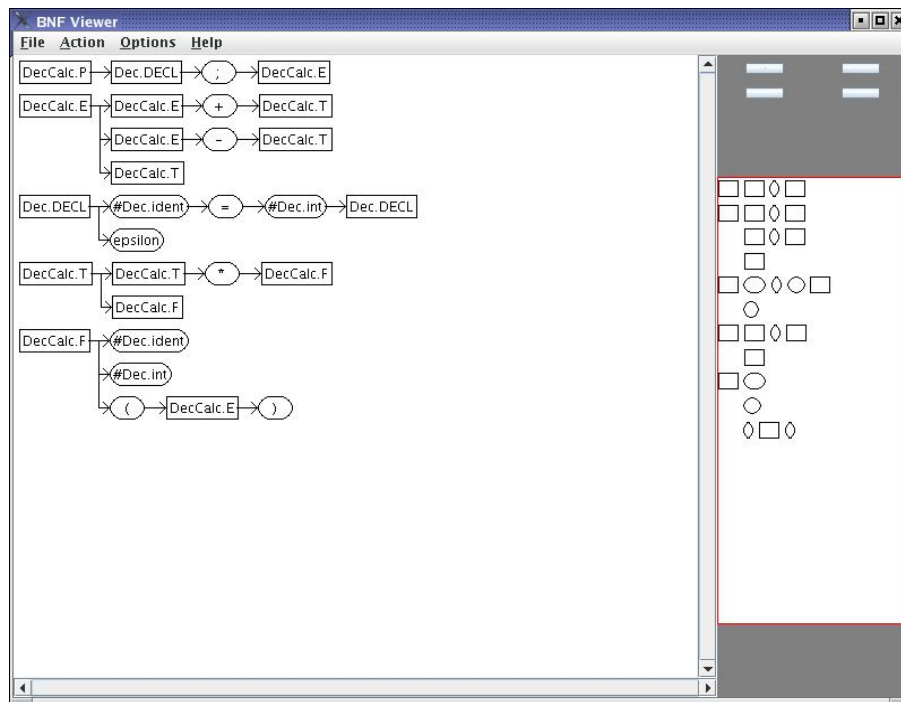 BNF Viewer
File Action Options Help
DecCalc.P Dec.DECL ; DecCalc.E
DecCalc.E DecCalc.E + DecCalc.T
DecCalc.E - DecCalc.T
DecCalc.T
Dec.DECL #Dec.ident = #Dec.int Dec.DECL
epsilon
DecCalc.T DecCalc.T * DecCalc.F
DecCalc.F
DecCalc.F #Dec.ident
#Dec.int
( DecCalc.E )